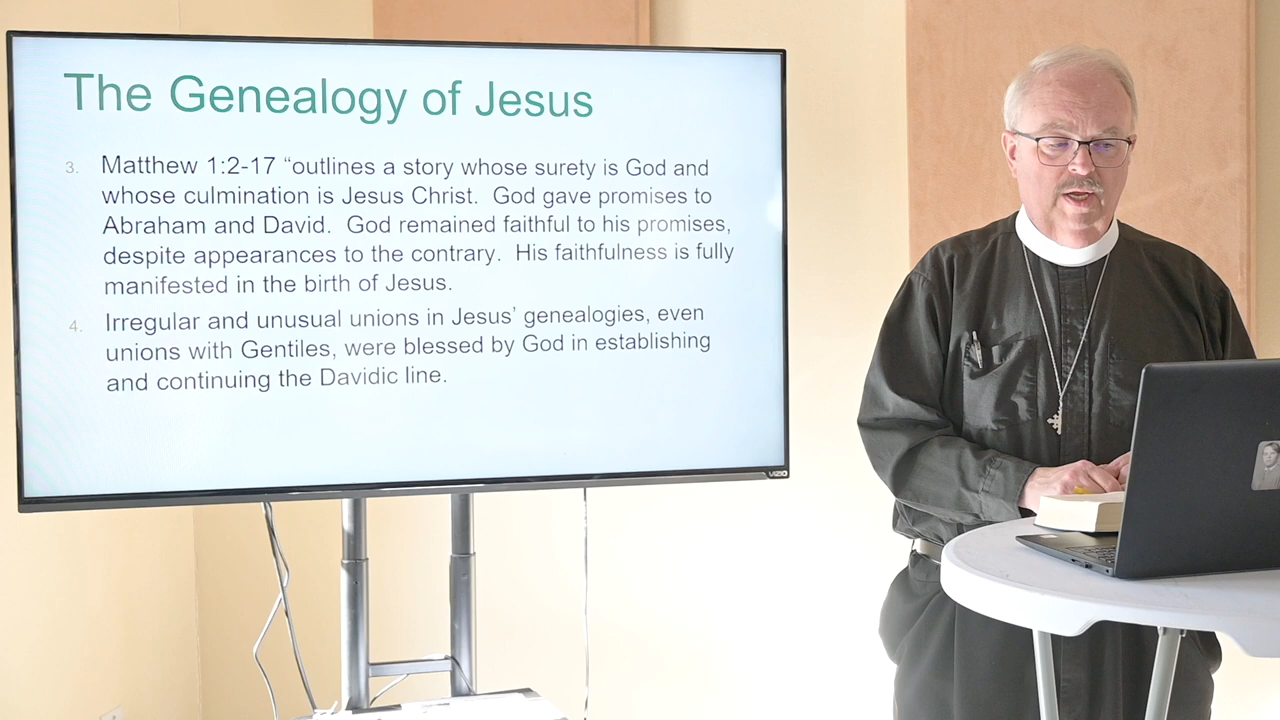 The Genealogy of Jesus
3. Matthew 1:2-17 “outlines a story whose surety is God and
whose culmination is Jesus Christ.  God gave promises to
Abraham and David.  God remained faithful to his promises,
despite appearances to the contrary.  His faithfulness is fully
manifested in the birth of Jesus.
4. Irregular and unusual unions in Jesus’ genealogies, even
unions with Gentiles, were blessed by God in establishing
and continuing the Davidic line.
VIZIO